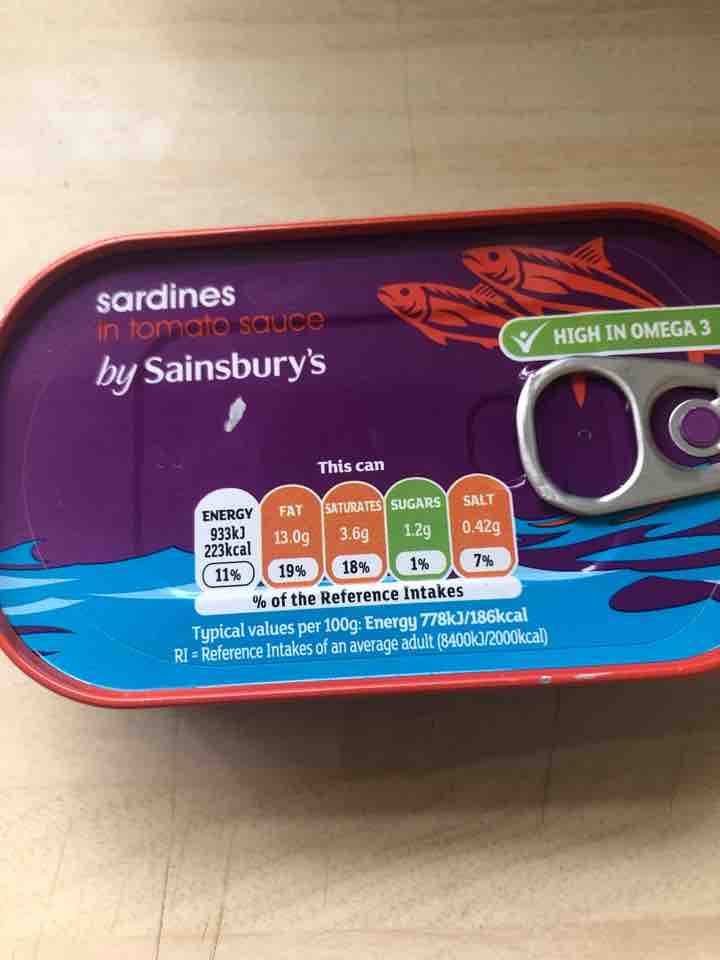 sardines
in tomato sauce
by Sainsbury's
HIGH IN OMEGA 3
This can
ENERGY
933kJ
223kcal
11%
FAT
13.0g
19%
SATURATES
3.6g
18%
SUGARS
1.2g
1%
SALT
0.42g
7%
% of the Reference Intakes
Typical values per 100g: Energy 778kJ/186kcal
RI = Reference Intakes of an average adult (8400kJ/2000kcal)